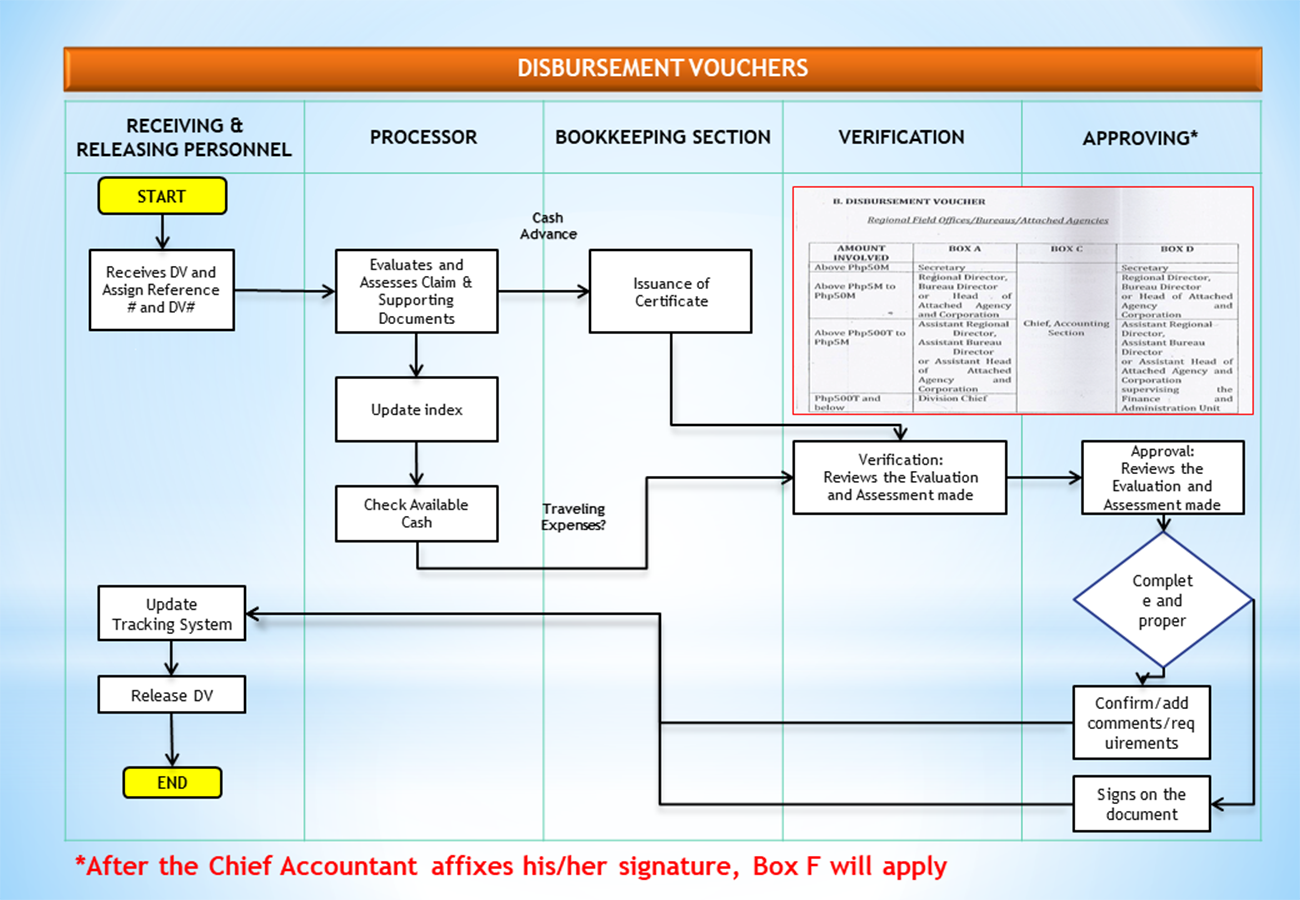 DISBURSEMENT VOUCHERS
RECEIVING &
RELEASING PERSONNEL
PROCESSOR
BOOKKEEPING SECTION
VERIFICATION
APPROVING*
START
Receives DV and
Assign Reference
# and DV#
Evaluates and
Assesses Claim &
Supporting
Documents
Cash
Advance
Issuance of
Certificate
B. DISBURSEMENT VOUCHER
Regional Field Offices/Bureaus/Attached Agencies
AMOUNT
INVOLVED
BOX A
BOX C
BOX D
Above Php50M
Secretary
Secretary
Above Php5M to
Php50M
Regional Director,
Bureau Director
or Head of
Attached Agency
and Corporation
Regional Director,
Bureau Director
or Head of Attached
Agency and
Corporation
Above Php500T to
Php5M
Assistant Regional
Director,
Assistant Bureau
Director
or Assistant Head
of Attached
Agency and
Corporation
Chief, Accounting
Section
Assistant Regional
Director,
Assistant Bureau
Director
or Assistant Head of
Attached Agency and
Corporation
supervising the
Finance and
Administration Unit
Php500T and
below
Division Chief
Update index
Check Available
Cash
Traveling
Expenses?
Verification:
Reviews the Evaluation
and Assessment made
Approval:
Reviews the
Evaluation and
Assessment made
Complet
e and
proper
Confirm/add
comments/req
uirements
Signs on the
document
Update
Tracking System
Release DV
END
*After the Chief Accountant affixes his/her signature, Box F will apply